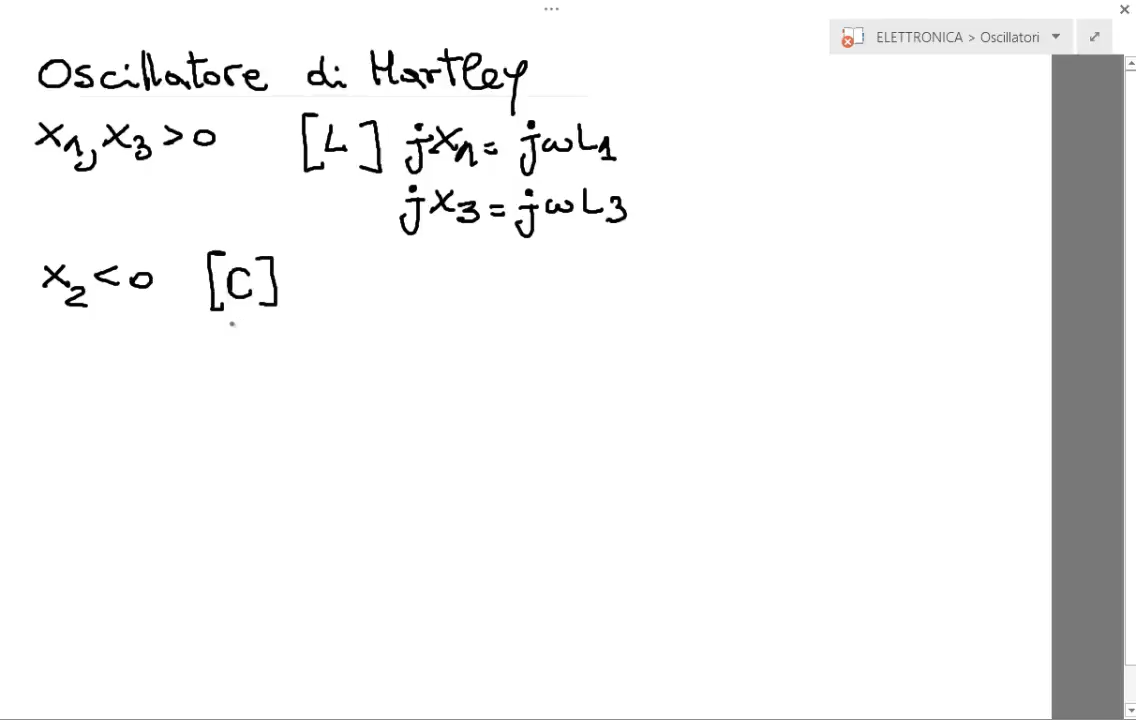 ELETTRONICA > Oscillatori
Oscillatore di Hartley
X₁, X₃ > 0 [L] jX₁ = jωL₁
jX₃ = jωL₃
X₂ < 0 [C]